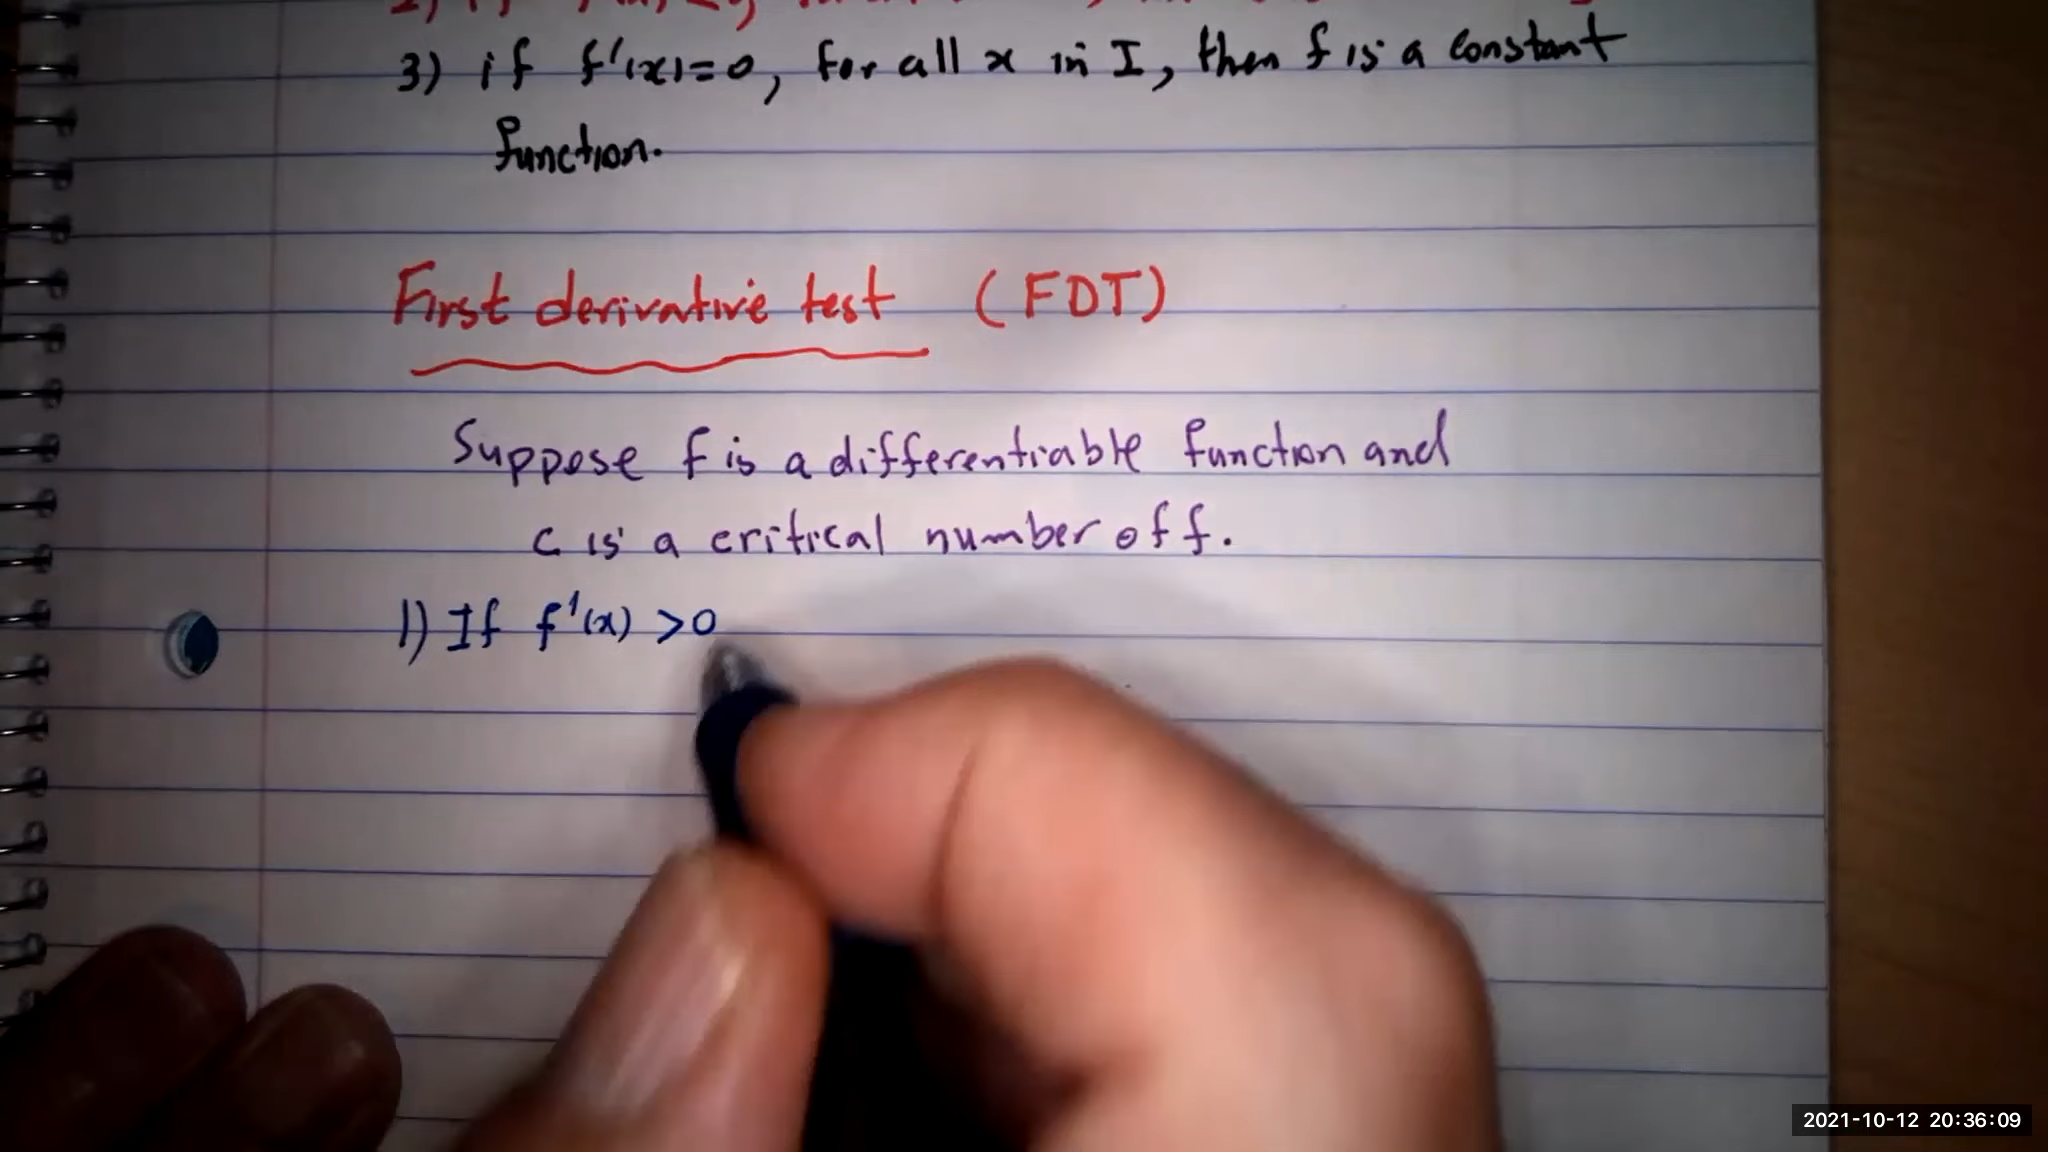 3) if f'(x)=0, for all x in I, then f is a constant
function.
First derivative test (FDT)
Suppose f is a differentiable function and
c is a critical number of f.
1) If f'(x) >0
2021-10-12 20:36:09